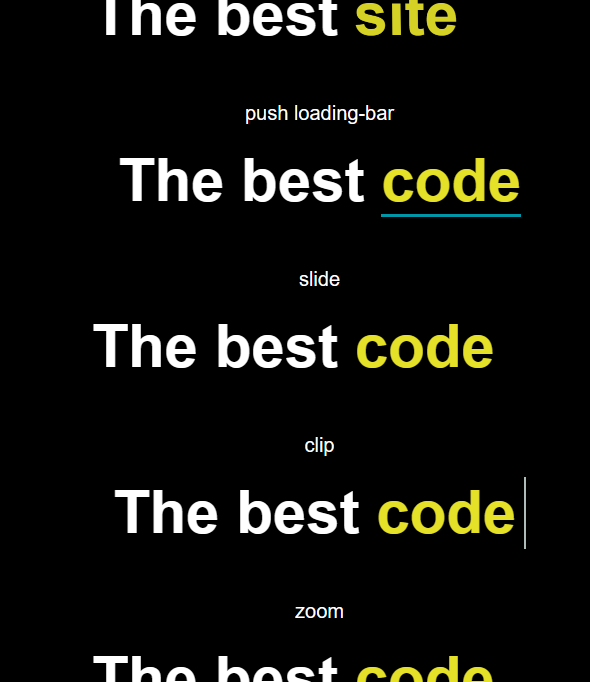 The best site
push loading-bar
The best code
slide
The best code
clip
The best code
zoom
The best code